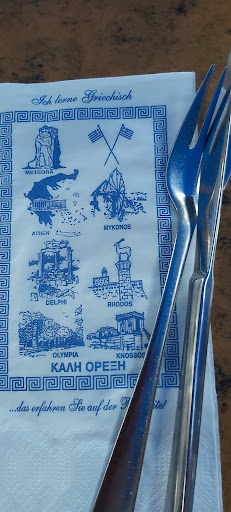 Ich lerne Griechisch
METEORA
ATHEN
MYKONOS
DELPHI
RHODOS
OLYMPIA
KNOSSOS
ΚΑΛΗ ΟΡΕΞΗ
...das erfahren Sie auf der